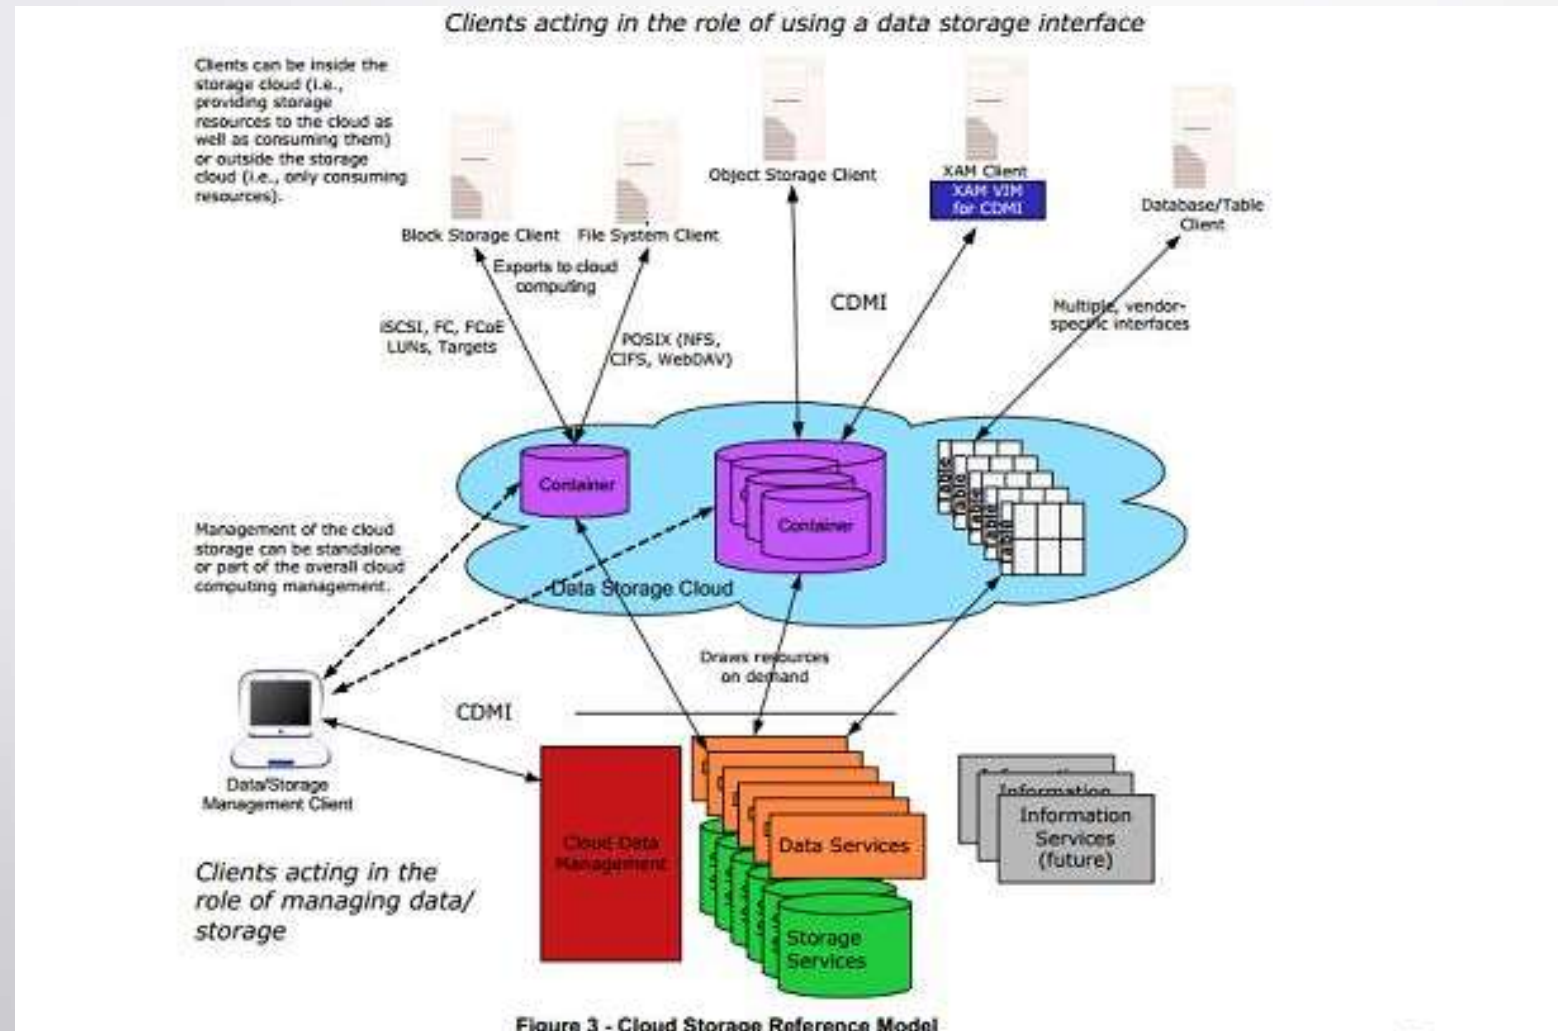 Clients acting in the role of using a data storage interface
Clients can be inside the
storage cloud (i.e.,
providing storage
resources to the cloud as
well as consuming them)
or outside the storage
cloud (i.e., only consuming
resources).
Block Storage Client
File System Client
Object Storage Client
XAM Client
XAM VIM
for CDMI
Database/Table
Client
Exports to cloud
computing
iSCSI, FC, FCoE
LUNs, Targets
POSIX (NFS,
CIFS, WebDAV)
CDMI
Multiple, vendor-
specific interfaces
Container
Container
Table
Table
Table
Table
Table
Data Storage Cloud
Management of the cloud
storage can be standalone
or part of the overall cloud
computing management.
Draws resources
on demand
CDMI
Data/Storage
Management Client
Cloud Data
Management
Data Services
Storage
Services
Information
Information
Services
(future)
Clients acting in the
role of managing data/
storage
Figure 3 - Cloud Storage Reference Model